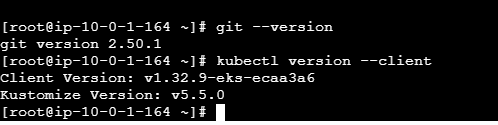 [root@ip-10-0-1-164 ~]# git --version
git version 2.50.1
[root@ip-10-0-1-164 ~]# kubectl version --client
Client Version: v1.32.9-eks-ecaa3a6
Kustomize Version: v5.5.0
[root@ip-10-0-1-164 ~]#